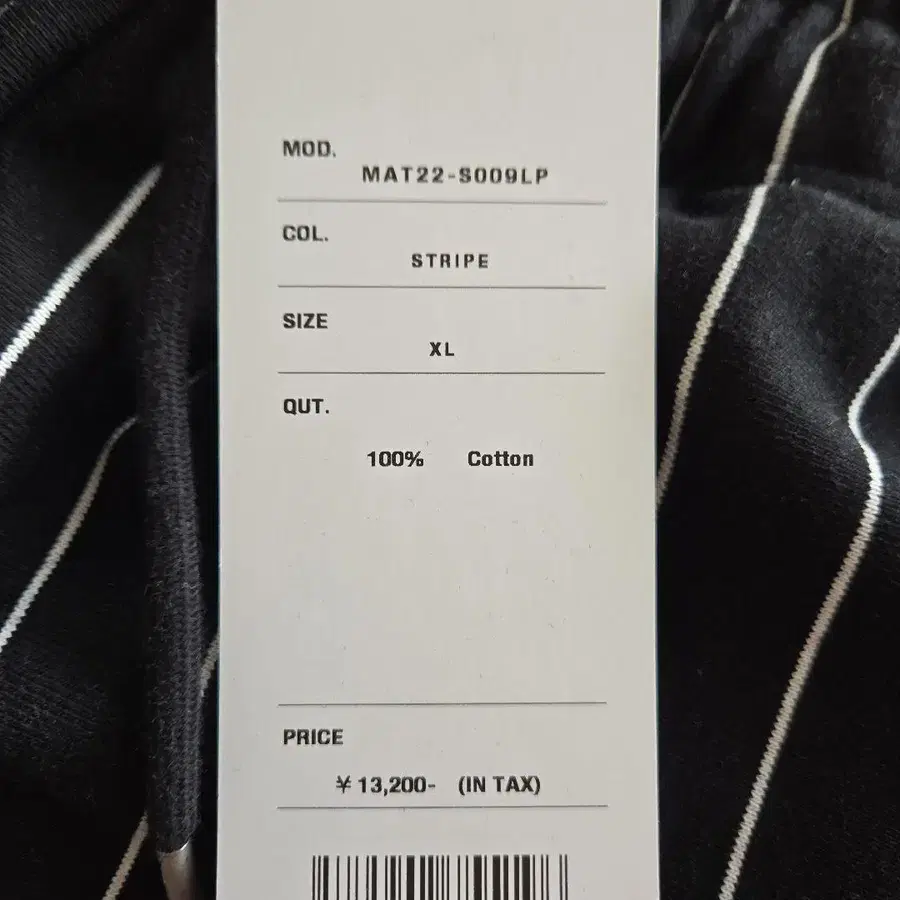 MOD.
MAT22-S009LP
COL.
STRIPE
SIZE
XL
QUT.
100% Cotton
PRICE
¥ 13,200- (IN TAX)